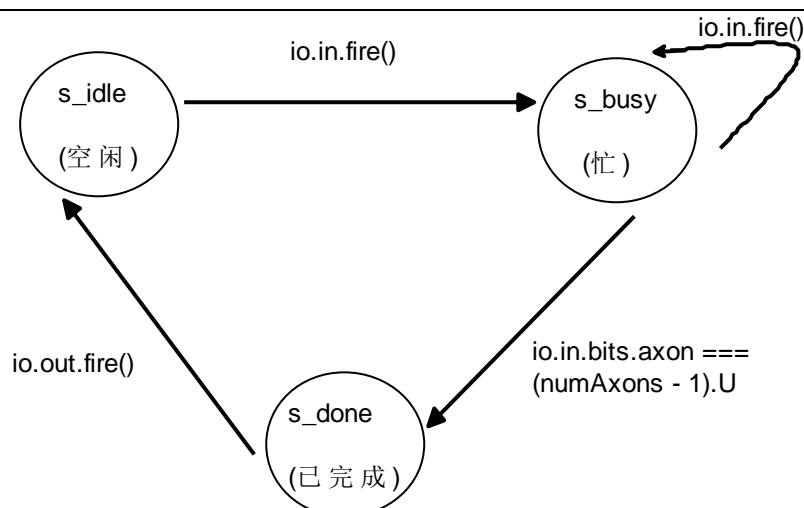 io.in.fire()
io.in.fire()
s_idle
(空闲)
s_busy
(忙)
io.out.fire()
io.in.bits.axon ===
(numAxons - 1).U
s_done
(已完成)